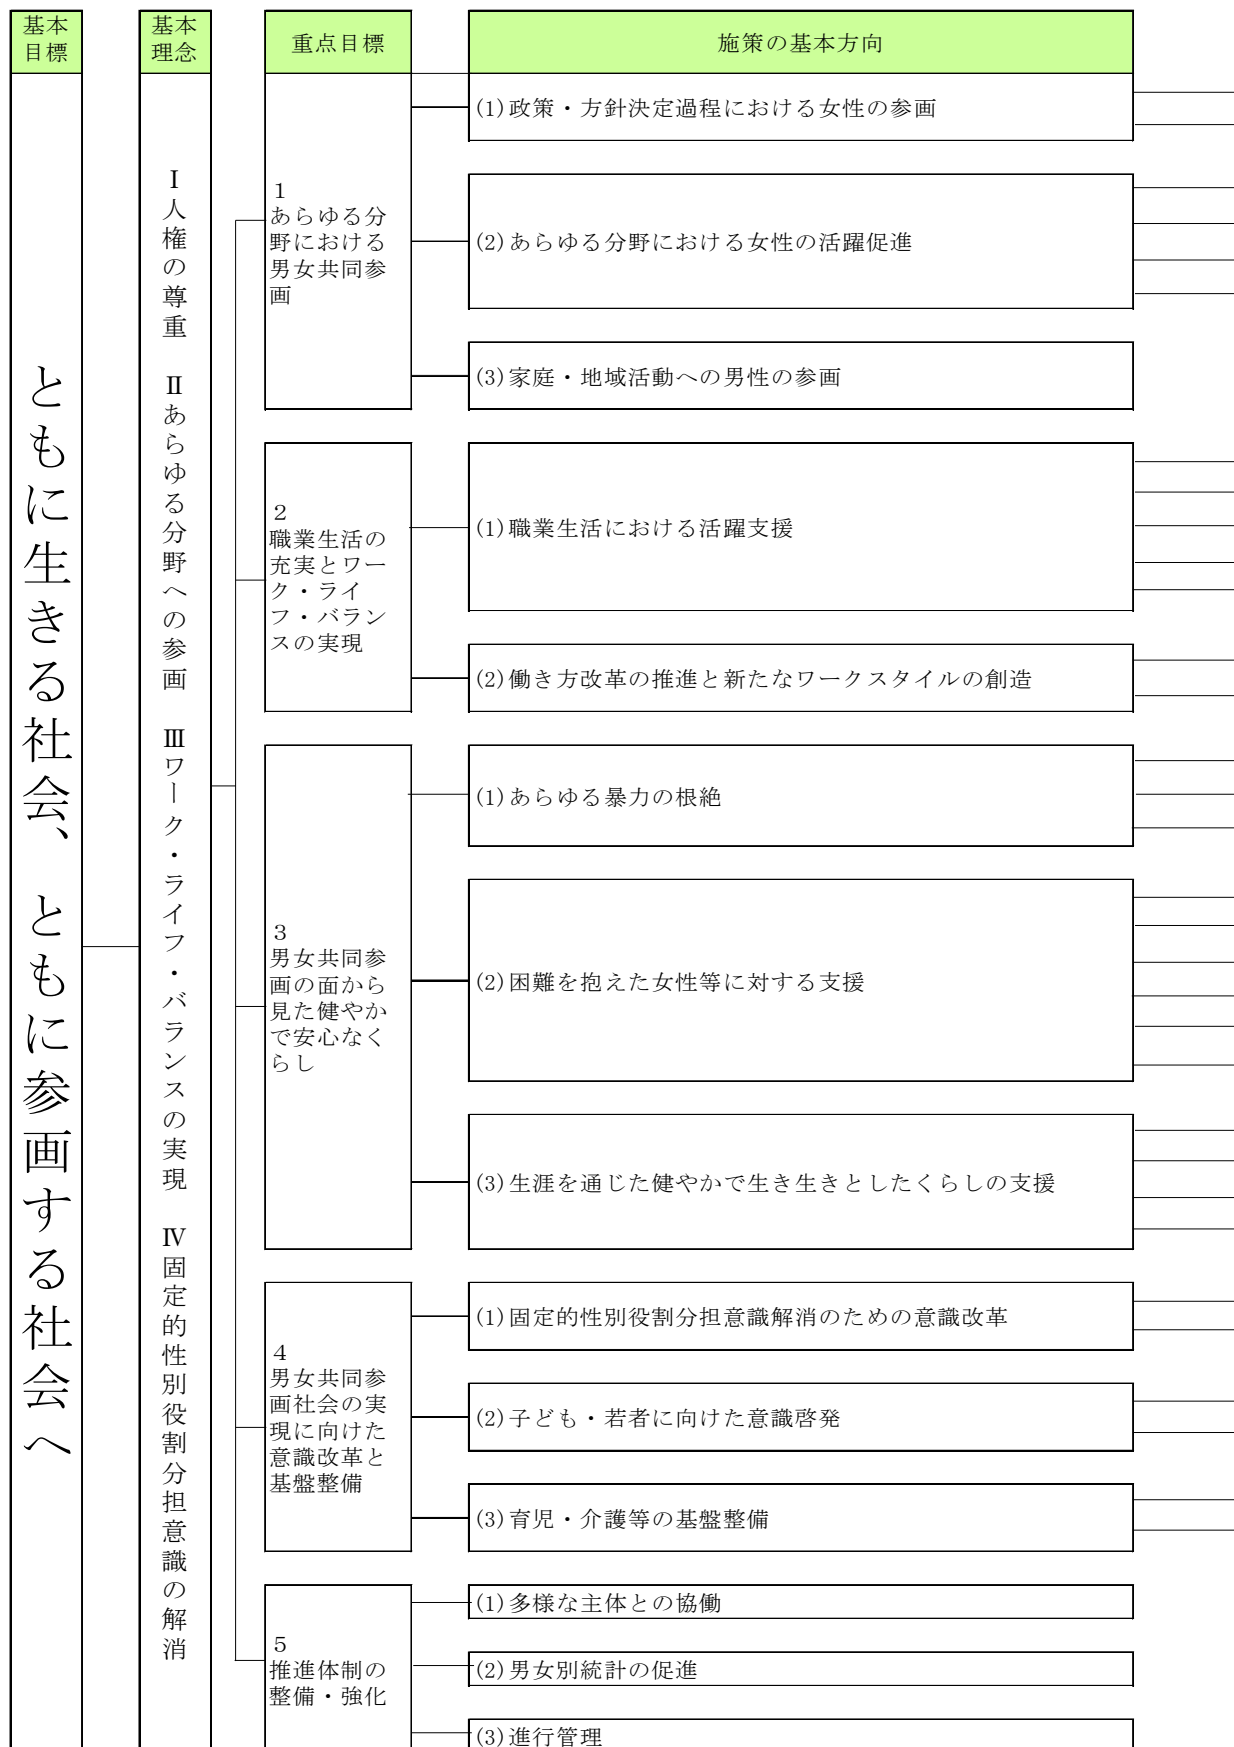 基本
目標
基本
理念
重点目標
施策の基本方向
ともに生きる社会、ともに参画する社会へ
Ⅰ人権の尊重　Ⅱあらゆる分野への参画　Ⅲワーク・ライフ・バランスの実現　Ⅳ固定的性別役割分担意識の解消
１
あらゆる分
野における
男女共同参
画
(1)政策・方針決定過程における女性の参画
(2)あらゆる分野における女性の活躍促進
(3)家庭・地域活動への男性の参画
２
職業生活の
充実とワー
ク・ライ
フ・バラン
スの実現
(1)職業生活における活躍支援
(2)働き方改革の推進と新たなワークスタイルの創造
３
男女共同参
画の面から
見た健やか
で安心なく
らし
(1)あらゆる暴力の根絶
(2)困難を抱えた女性等に対する支援
(3)生涯を通じた健やかで生き生きとしたくらしの支援
４
男女共同参
画社会の実
現に向けた
意識改革と
基盤整備
(1)固定的性別役割分担意識解消のための意識改革
(2)子ども・若者に向けた意識啓発
(3)育児・介護等の基盤整備
５
推進体制の
整備・強化
(1)多様な主体との協働
(2)男女別統計の促進
(3)進行管理